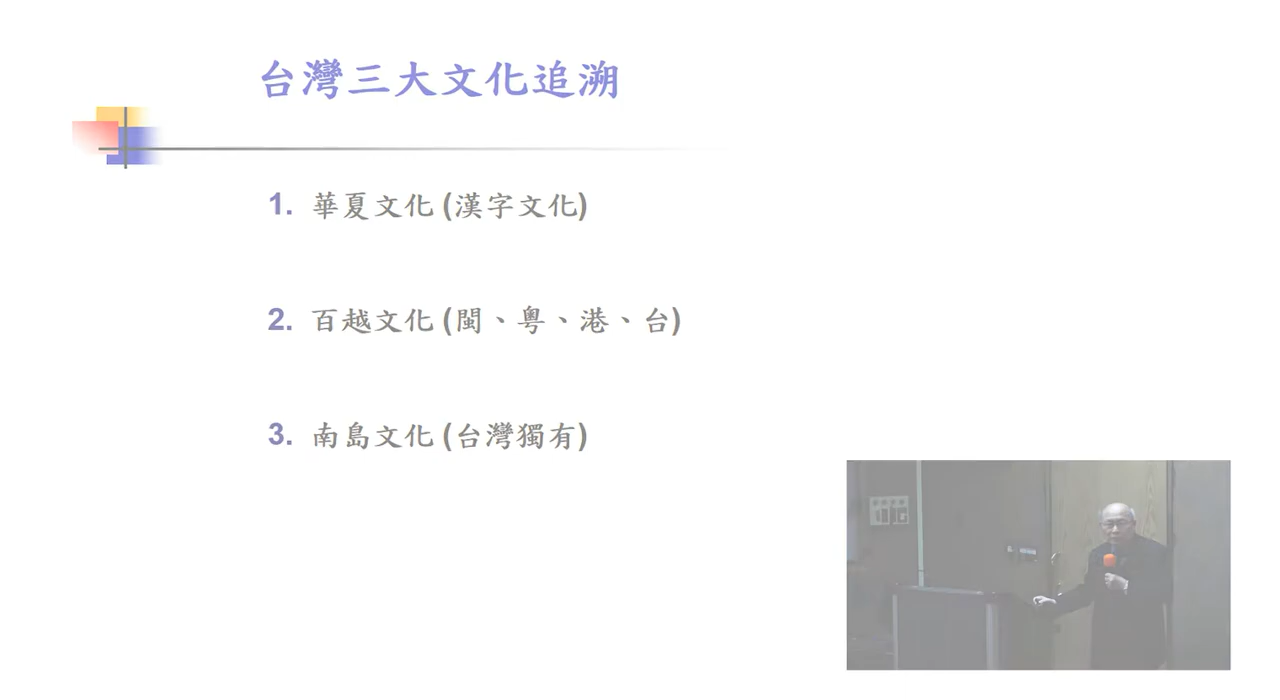 台灣三大文化追溯
1. 華夏文化 (漢字文化)
2. 百越文化 (閩、粵、港、台)
3. 南島文化 (台灣獨有)